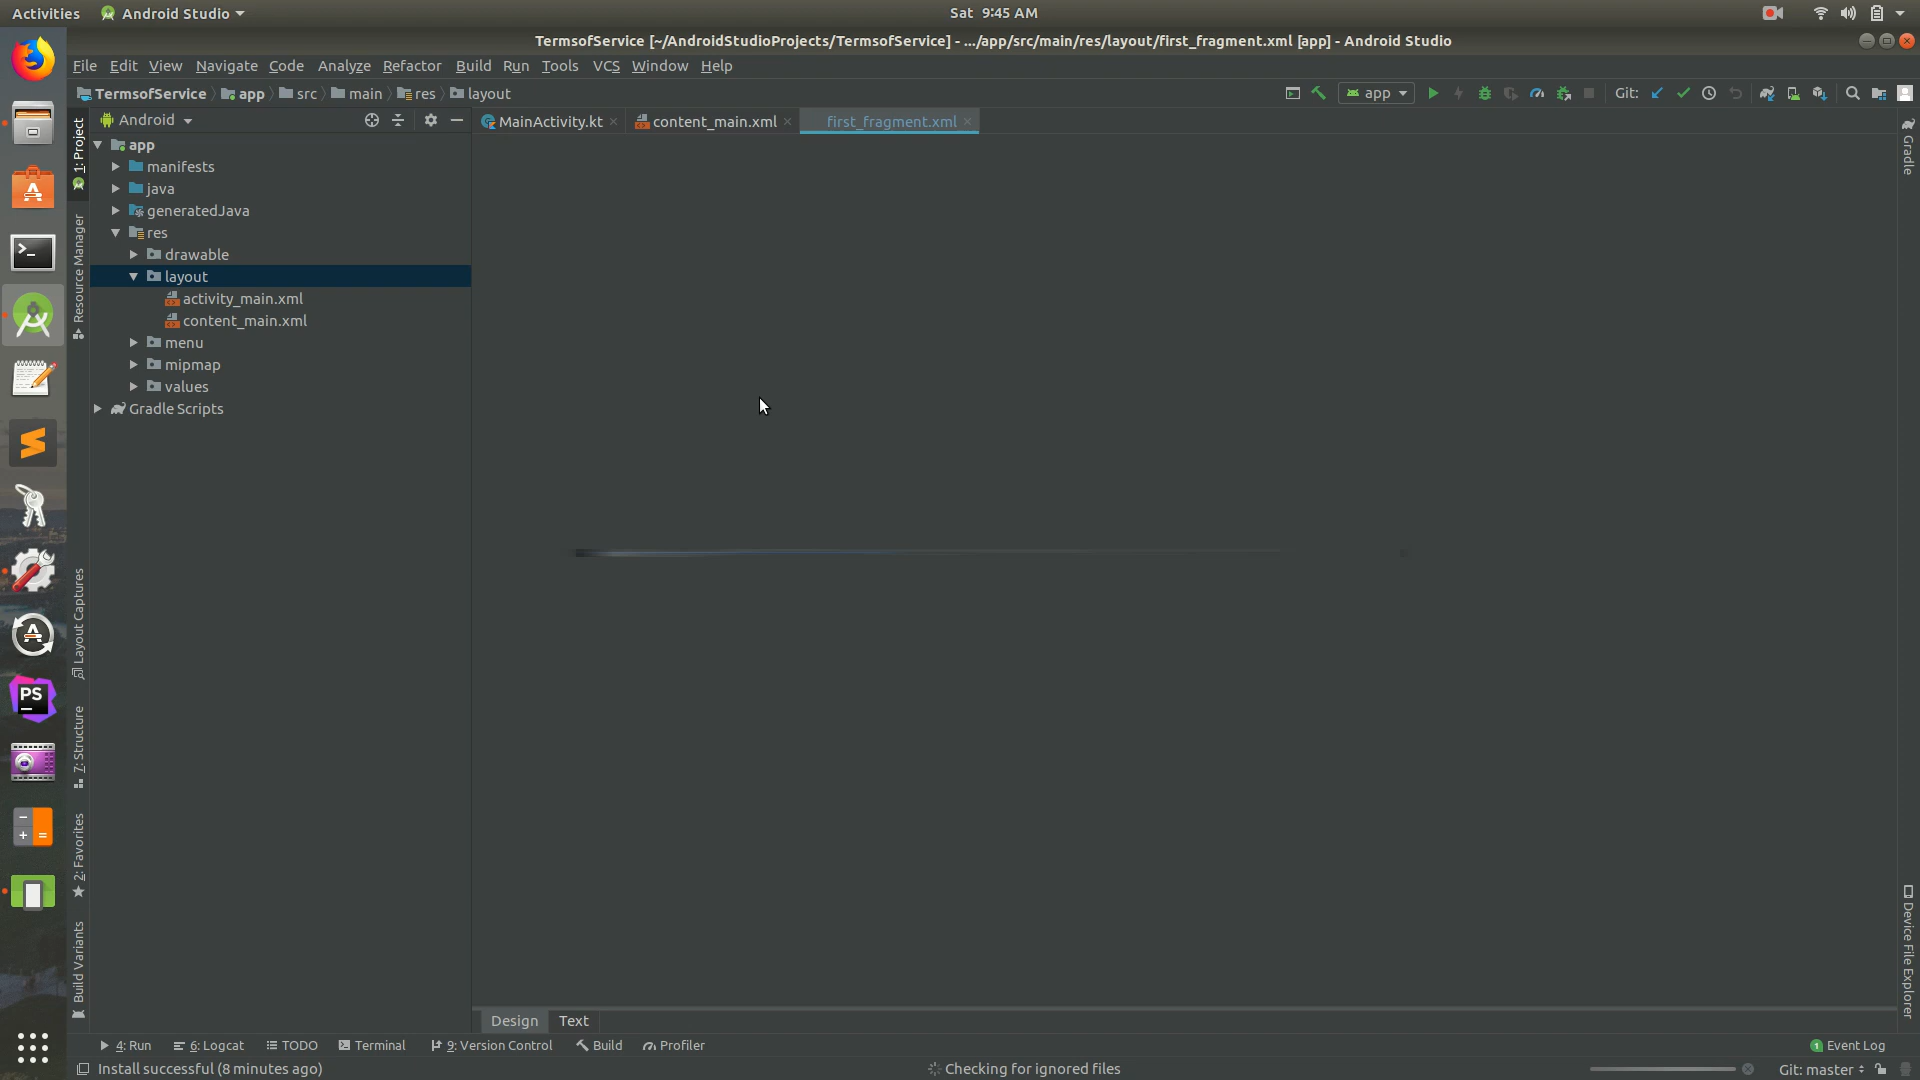 Activities Android Studio Sat 9:45 AM
TermsofService [~/AndroidStudioProjects/TermsofService] - .../app/src/main/res/layout/first_fragment.xml [app] - Android Studio
File Edit View Navigate Code Analyze Refactor Build Run Tools VCS Window Help
TermsofService app src main res layout app Git:
Android MainActivity.kt content_main.xml first_fragment.xml
app
manifests
java
generatedJava
res
drawable
layout
activity_main.xml
content_main.xml
menu
mipmap
values
Gradle Scripts
1: Project
Resource Manager
Layout Captures
7: Structure
2: Favorites
Build Variants
Gradle
Device File Explorer
PS
Design Text
4: Run 6: Logcat TODO Terminal 9: Version Control Build Profiler 1 Event Log
Install successful (8 minutes ago) Checking for ignored files Git: master